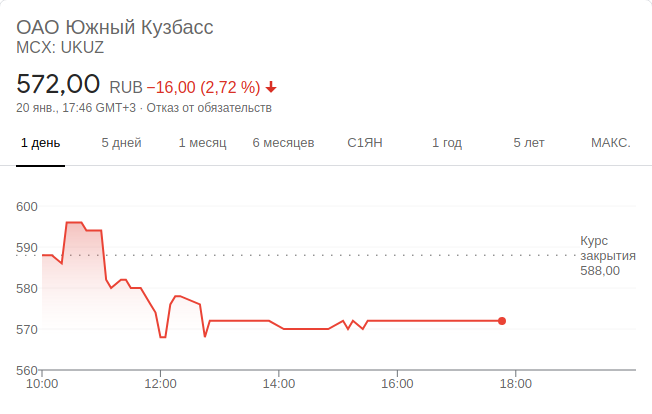 ОАО Южный Кузбасс
MCX: UKUZ
572,00 RUB −16,00 (2,72 %)
20 янв., 17:46 GMT+3 · Отказ от обязательств
1 день 5 дней 1 месяц 6 месяцев С1ЯН 1 год 5 лет МАКС.
600
590
580
570
560
Курс
закрытия
588,00
10:00 12:00 14:00 16:00 18:00